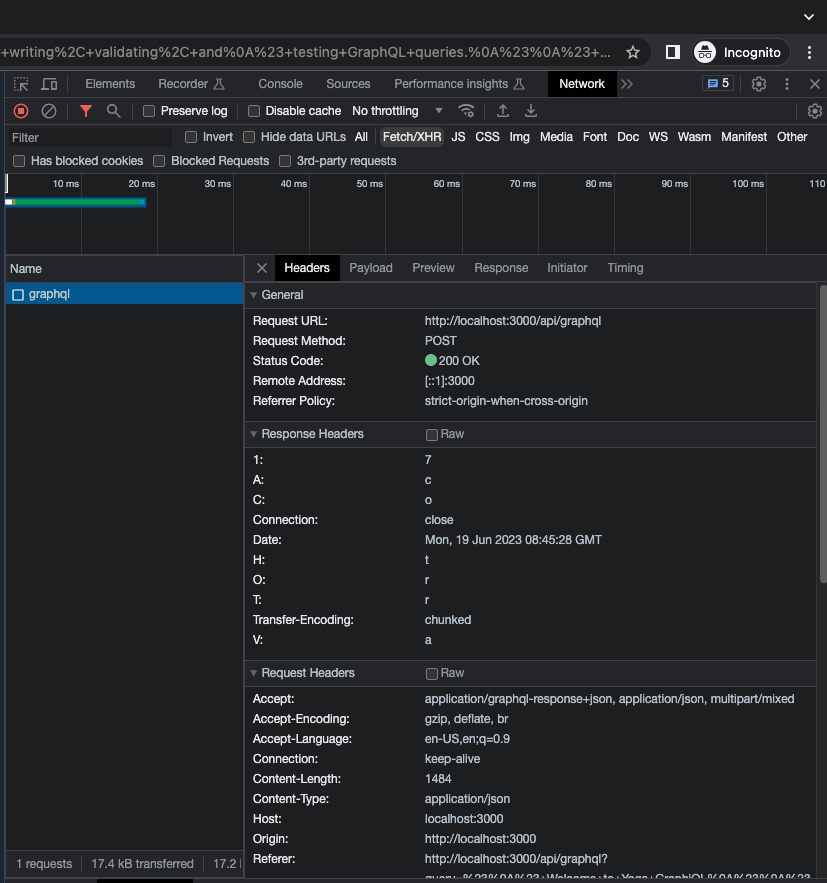 +writing%2C+validating%2C+and%0A%23+testing+GraphQL+queries.%0A%23%0A%23+... Incognito
Elements Recorder Console Sources Performance insights Network 5
Preserve log Disable cache No throttling
Filter Invert Hide data URLs All Fetch/XHR JS CSS Img Media Font Doc WS Wasm Manifest Other
Has blocked cookies Blocked Requests 3rd-party requests
10 ms 20 ms 30 ms 40 ms 50 ms 60 ms 70 ms 80 ms 90 ms 100 ms 110
Name Headers Payload Preview Response Initiator Timing
graphql General
Request URL: http://localhost:3000/api/graphql
Request Method: POST
Status Code: 200 OK
Remote Address: [::1]:3000
Referrer Policy: strict-origin-when-cross-origin
Response Headers Raw
1: 7
A: c
C: o
Connection: close
Date: Mon, 19 Jun 2023 08:45:28 GMT
H: t
O: r
T: r
Transfer-Encoding: chunked
V: a
Request Headers Raw
Accept: application/graphql-response+json, application/json, multipart/mixed
Accept-Encoding: gzip, deflate, br
Accept-Language: en-US,en;q=0.9
Connection: keep-alive
Content-Length: 1484
Content-Type: application/json
Host: localhost:3000
Origin: http://localhost:3000
Referer: http://localhost:3000/api/graphql?
1 requests 17.4 kB transferred 17.2